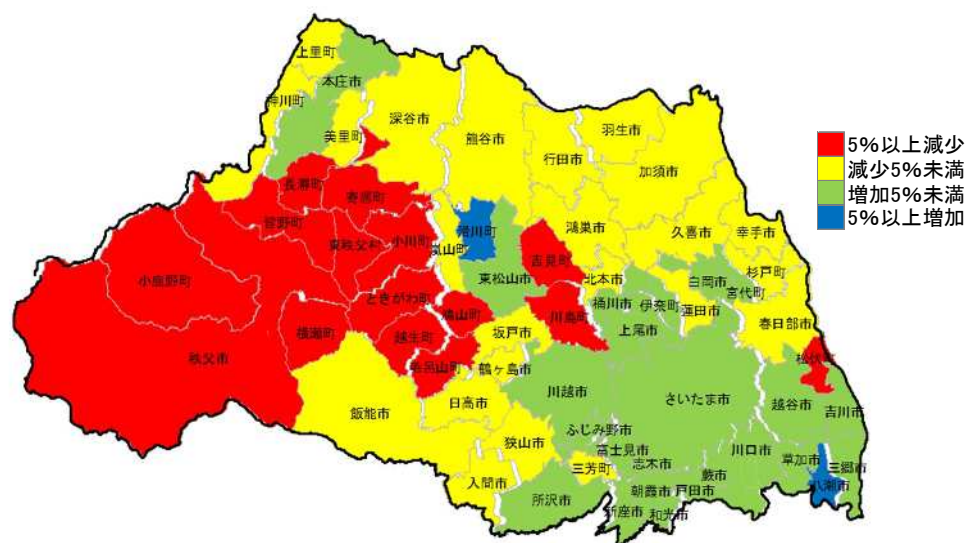 上里町
本庄市
神川町
美里町
深谷市
熊谷市
行田市
羽生市
加須市
長瀞町
寄居町
皆野町
東秩父村
小川町
嵐山町
滑川町
東松山市
吉見町
鴻巣市
北本市
久喜市
幸手市
杉戸町
白岡市
宮代町
小鹿野町
ときがわ町
鳩山町
川島町
桶川市
伊奈町
蓮田市
上尾市
春日部市
秩父市
横瀬町
越生町
毛呂山町
坂戸市
鶴ヶ島市
川越市
さいたま市
松伏町
越谷市
吉川市
飯能市
日高市
狭山市
ふじみ野市
富士見市
三芳町
志木市
川口市
草加市
三郷市
八潮市
入間市
所沢市
朝霞市
戸田市
蕨市
新座市
和光市
5%以上減少
減少5%未満
増加5%未満
5%以上増加